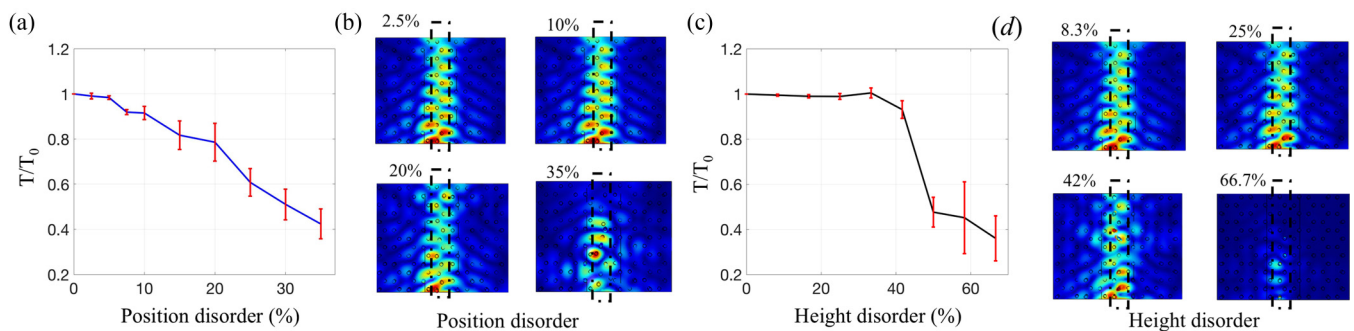 (a)
T/T0
1.2
1
0.8
0.6
0.4
0.2
0
10
20
30
Position disorder (%)
(b)
2.5%
10%
20%
35%
Position disorder
(c)
T/T0
1.2
1
0.8
0.6
0.4
0.2
0
20
40
60
80
Height disorder (%)
(d)
8.3%
25%
42%
66.7%
Height disorder